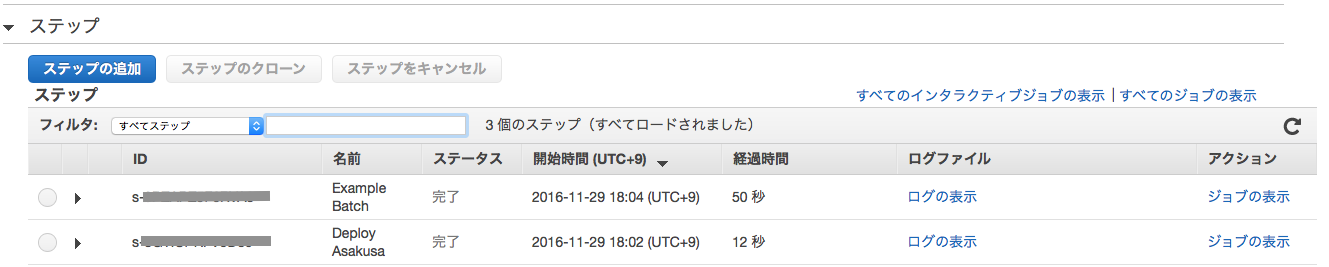 ステップ
ステップの追加 ステップのクローン ステップをキャンセル
ステップ すべてのインタラクティブジョブの表示 | すべてのジョブの表示
フィルタ: すべてステップ 3 個のステップ（すべてロードされました）
ID 名前 ステータス 開始時間 (UTC+9) 経過時間 ログファイル アクション
s- Example Batch 完了 2016-11-29 18:04 (UTC+9) 50 秒 ログの表示 ジョブの表示
s- Deploy Asakusa 完了 2016-11-29 18:02 (UTC+9) 12 秒 ログの表示 ジョブの表示